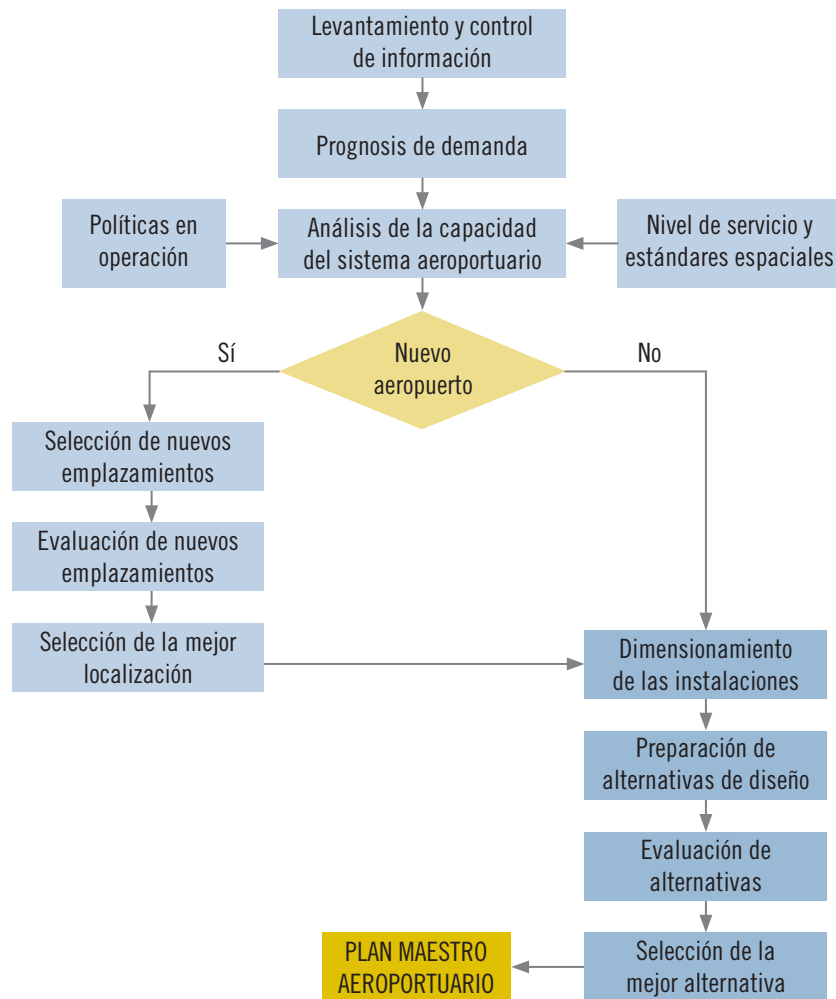 Levantamiento y control
de información
Prognosis de demanda
Políticas en
operación
Análisis de la capacidad
del sistema aeroportuario
Nivel de servicio y
estándares espaciales
Sí
Nuevo
aeropuerto
No
Selección de nuevos
emplazamientos
Evaluación de nuevos
emplazamientos
Selección de la mejor
localización
Dimensionamiento
de las instalaciones
Preparación de
alternativas de diseño
Evaluación de
alternativas
Selección de la
mejor alternativa
PLAN MAESTRO
AEROPORTUARIO